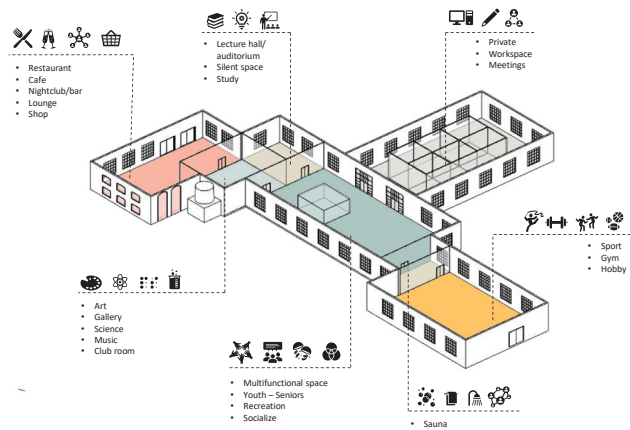 • Restaurant
• Cafe
• Nightclub/bar
• Lounge
• Shop
• Lecture hall/
auditorium
• Silent space
• Study
• Private
• Workspace
• Meetings
• Sport
• Gym
• Hobby
• Art
• Gallery
• Science
• Music
• Club room
• Multifunctional space
• Youth – Seniors
• Recreation
• Socialize
• Sauna